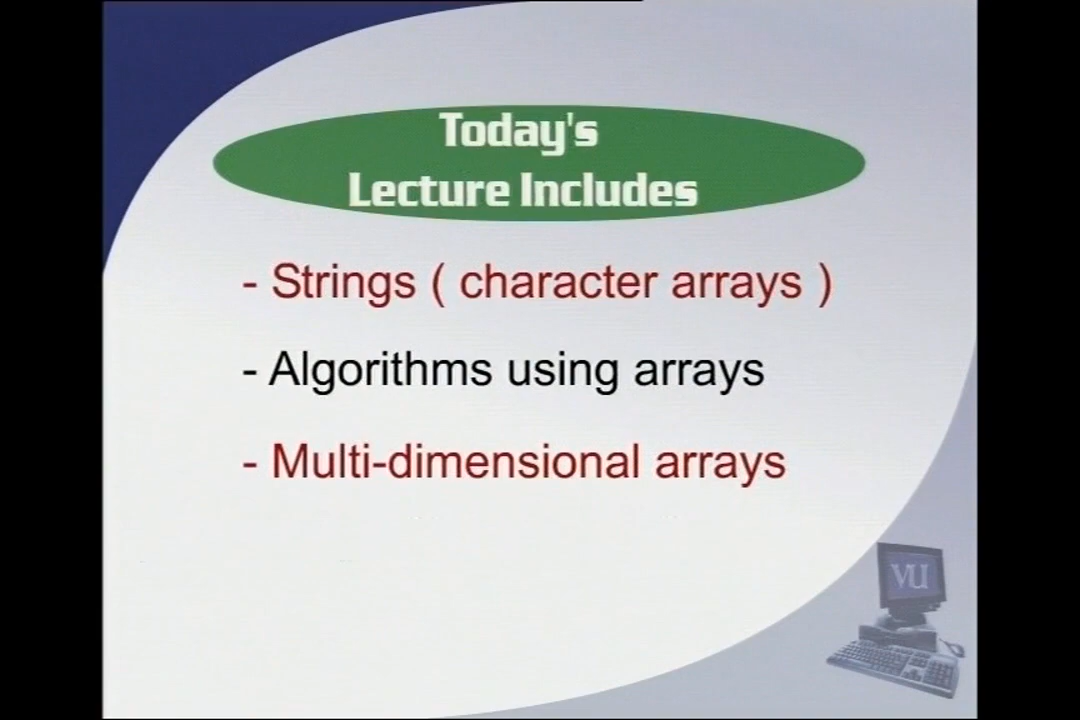 Today's
Lecture Includes
- Strings ( character arrays )
- Algorithms using arrays
- Multi-dimensional arrays
VU